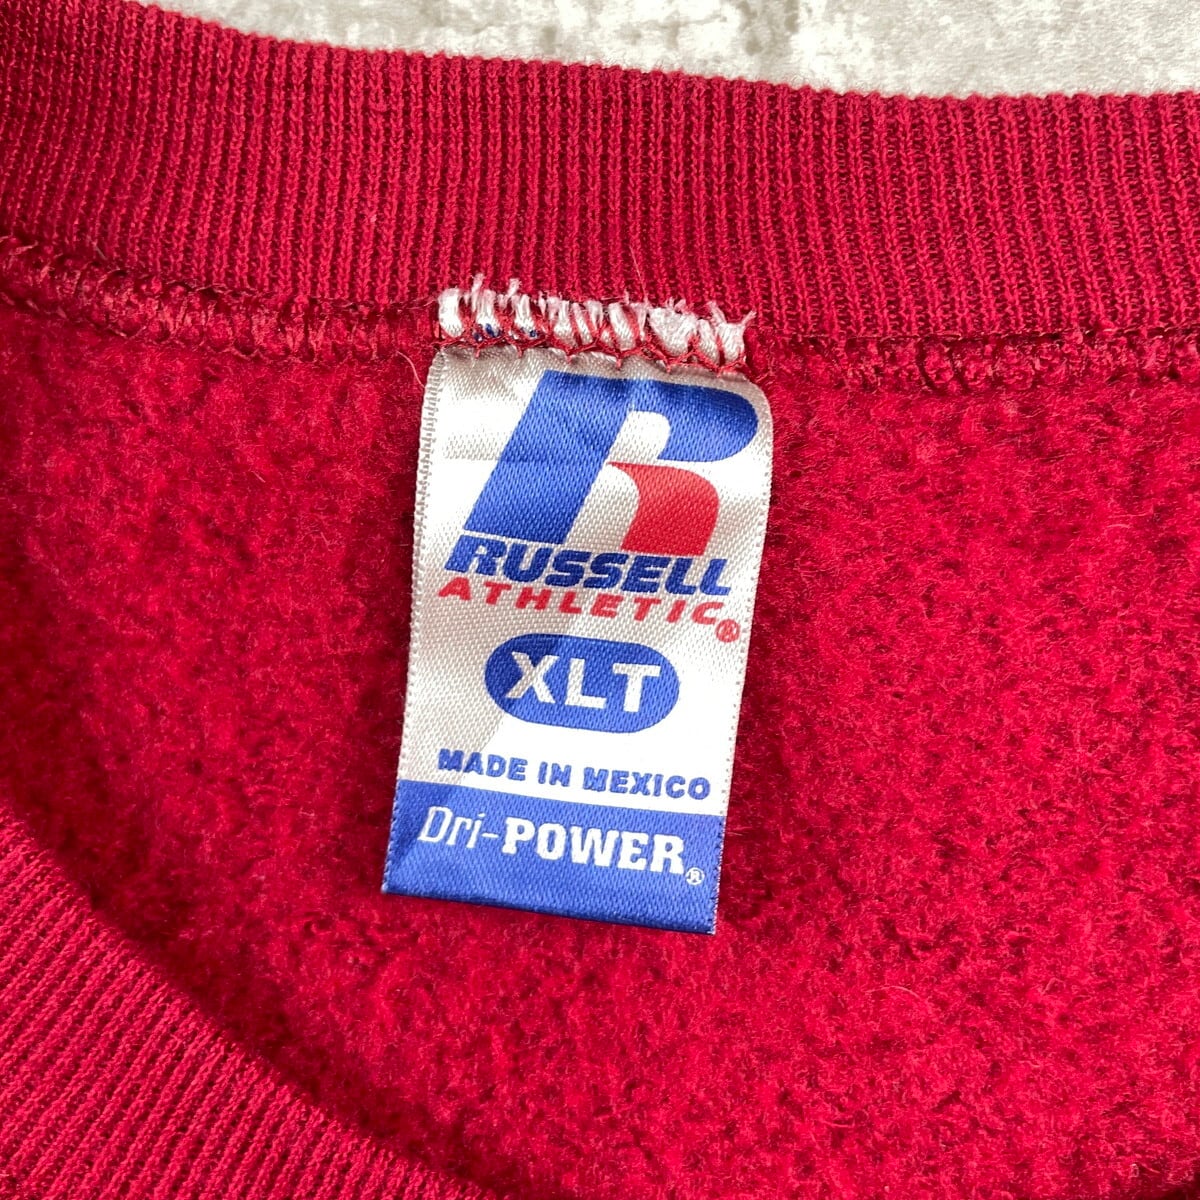 R
RUSSELL
ATHLETIC®
XLT
MADE IN MEXICO
Dri-POWER®